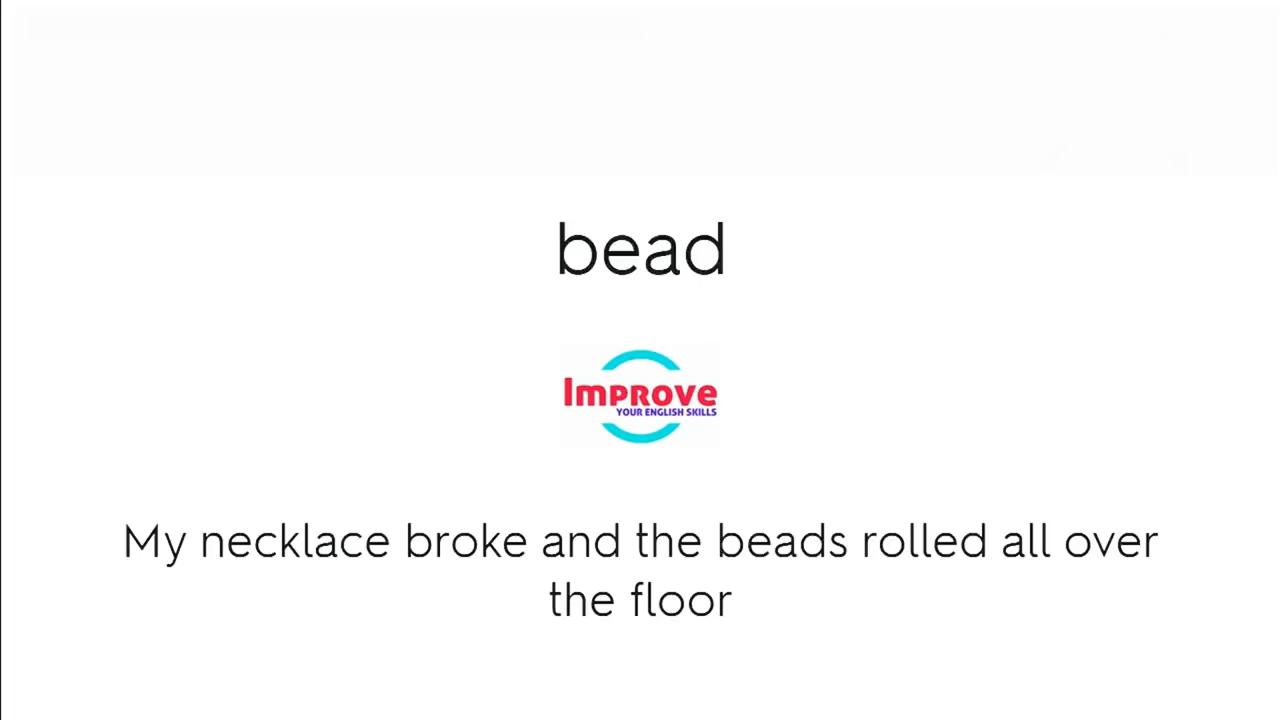 bead
Improve
YOUR ENGLISH SKILLS
My necklace broke and the beads rolled all over
the floor